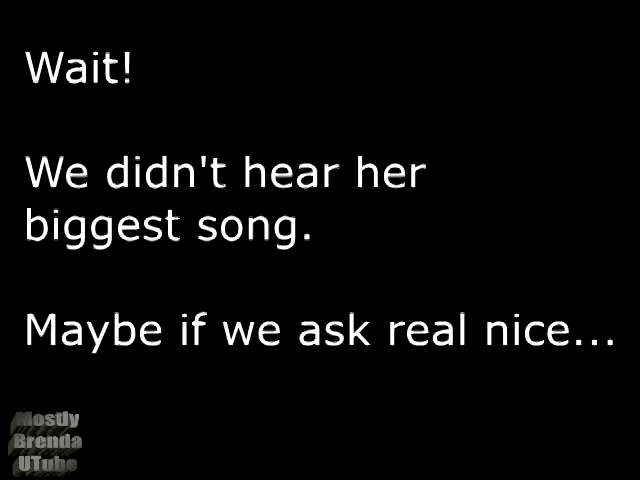 Wait!
We didn't hear her
biggest song.
Maybe if we ask real nice...
Mostly
Brenda
UTube